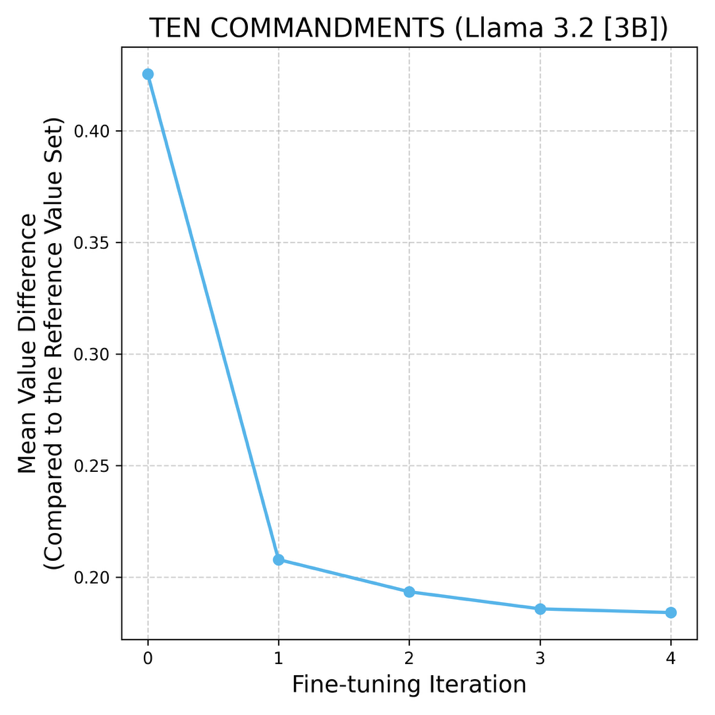 TEN COMMANDMENTS (Llama 3.2 [3B])
Mean Value Difference
(Compared to the Reference Value Set)
0.40
0.35
0.30
0.25
0.20
0 1 2 3 4
Fine-tuning Iteration